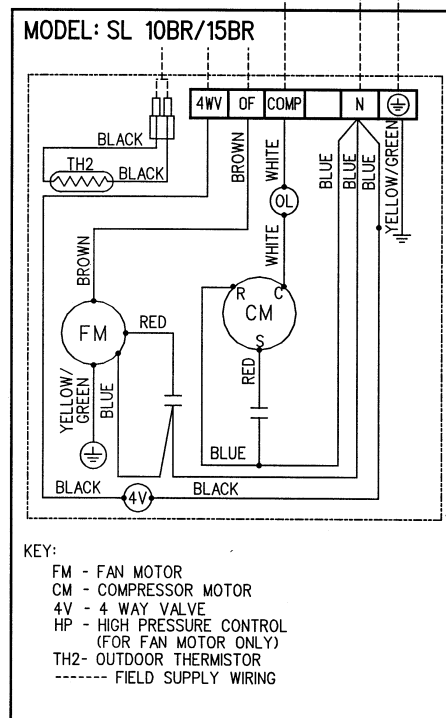 MODEL: SL 10BR/15BR
4WV OF COMP N
BLACK
TH2
BLACK
BROWN
WHITE
BLUE
BLUE
BLUE
YELLOW/GREEN
OL
WHITE
BROWN
R C
CM
S
FM
RED
RED
YELLOW/
GREEN
BLUE
BLUE
BLACK
4V
BLACK
KEY:
FM - FAN MOTOR
CM - COMPRESSOR MOTOR
4V - 4 WAY VALVE
HP - HIGH PRESSURE CONTROL
(FOR FAN MOTOR ONLY)
TH2- OUTDOOR THERMISTOR
------- FIELD SUPPLY WIRING